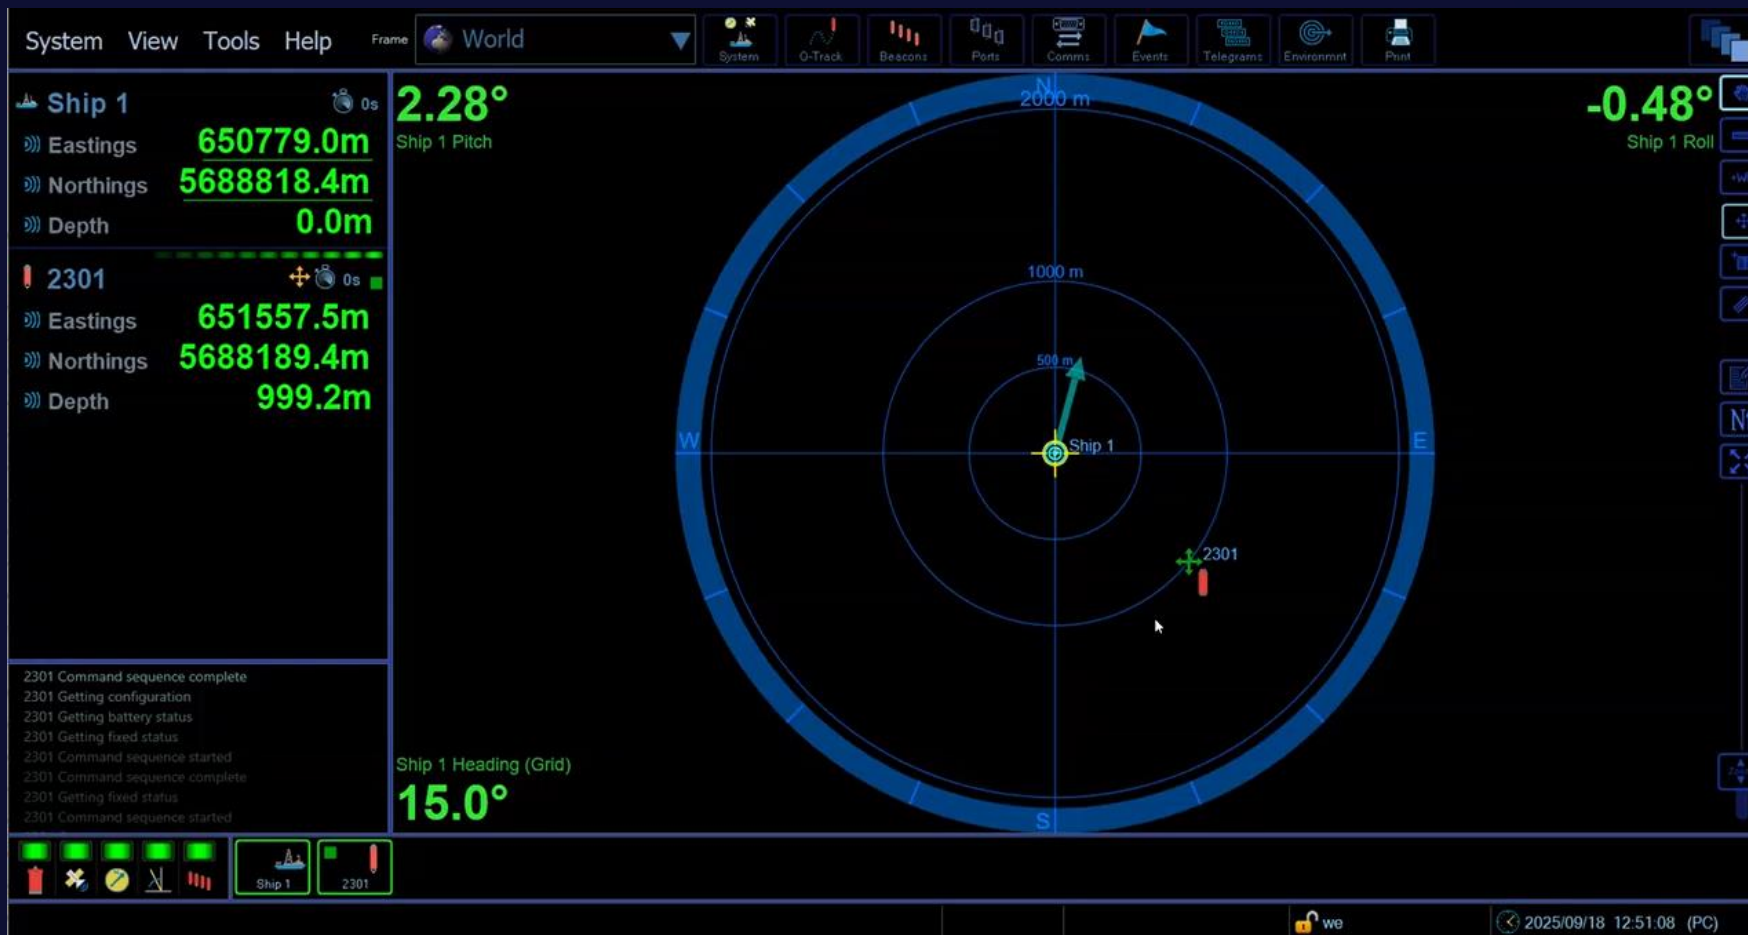 System View Tools Help Frame World
System O-Track Beacons Ports Comms Events Telegrams Environmnt Print
Ship 1 0s
Eastings 650779.0m
Northings 5688818.4m
Depth 0.0m
2301 0s
Eastings 651557.5m
Northings 5688189.4m
Depth 999.2m
2301 Command sequence complete
2301 Getting configuration
2301 Getting battery status
2301 Getting fixed status
2301 Command sequence started
2301 Command sequence complete
2301 Getting fixed status
2301 Command sequence started
2.28°
Ship 1 Pitch
-0.48°
Ship 1 Roll
N
2000 m
1000 m
500 m
W
Ship 1
E
2301
S
Ship 1 Heading (Grid)
15.0°
N
Ship 1
2301
we
2025/09/18 12:51:08 (PC)